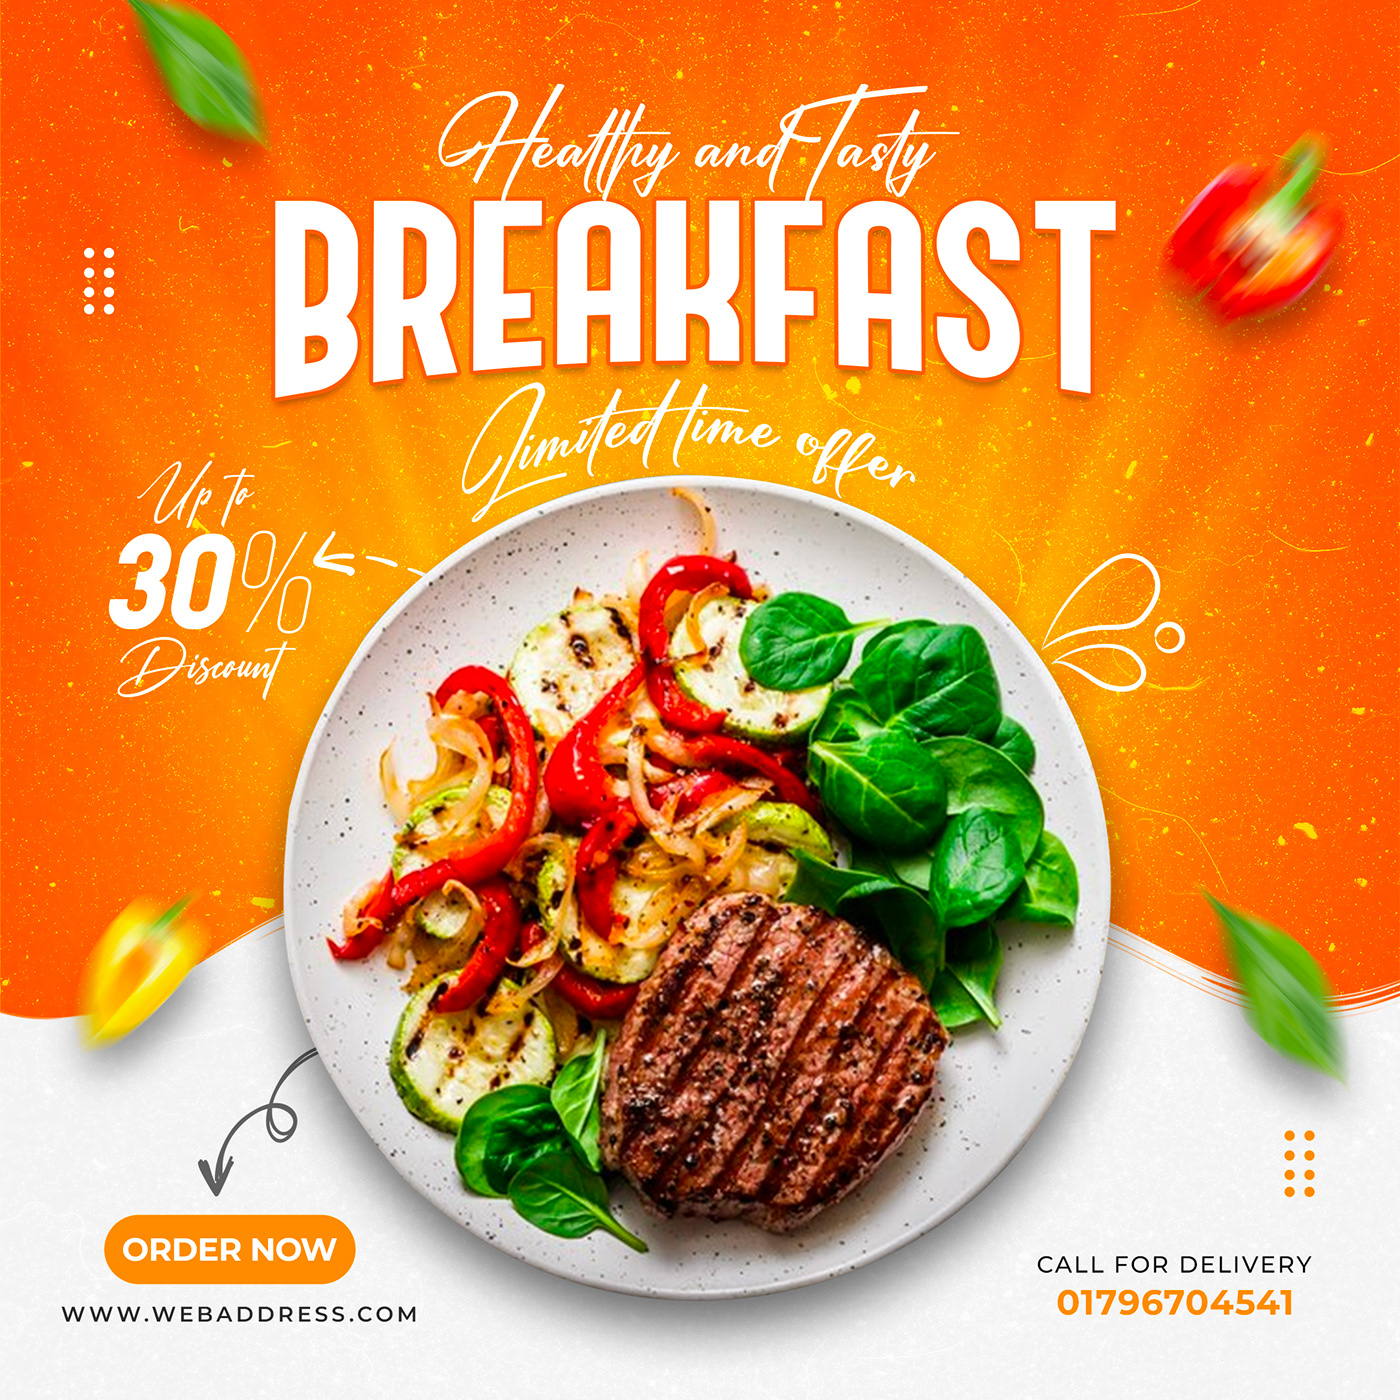 Healthy and Tasty
BREAKFAST
Limited time offer
Up to
30%
Discount
ORDER NOW
WWW.WEBADDRESS.COM
CALL FOR DELIVERY
01796704541